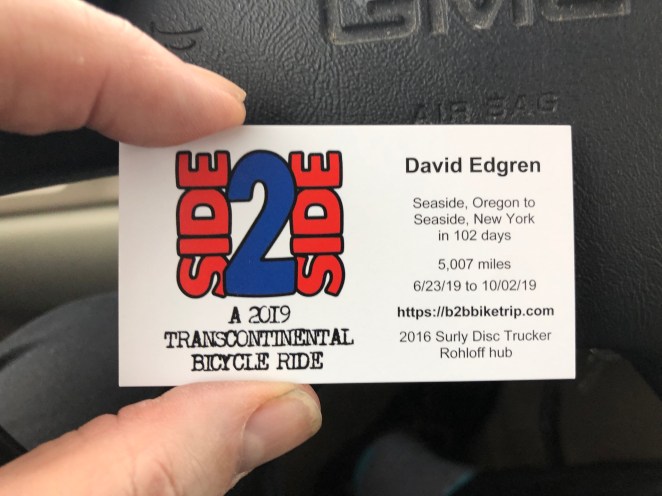 GMC
AIR BAG
SIDE
2
SIDE
A 2019
TRANSCONTINENTAL
BICYCLE RIDE
David Edgren
Seaside, Oregon to
Seaside, New York
in 102 days
5,007 miles
6/23/19 to 10/02/19
https://b2bbiketrip.com
2016 Surly Disc Trucker
Rohloff hub